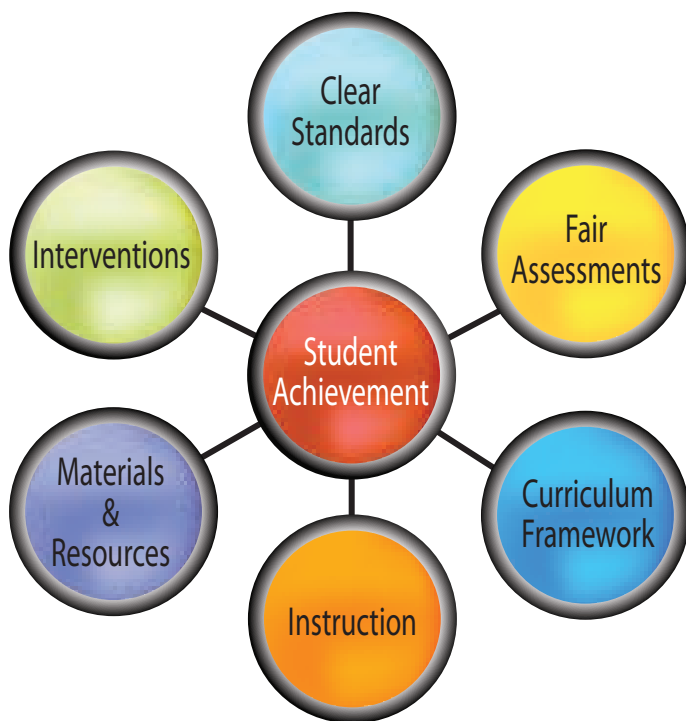 Clear
Standards
Fair
Assessments
Curriculum
Framework
Instruction
Materials
&
Resources
Interventions
Student
Achievement